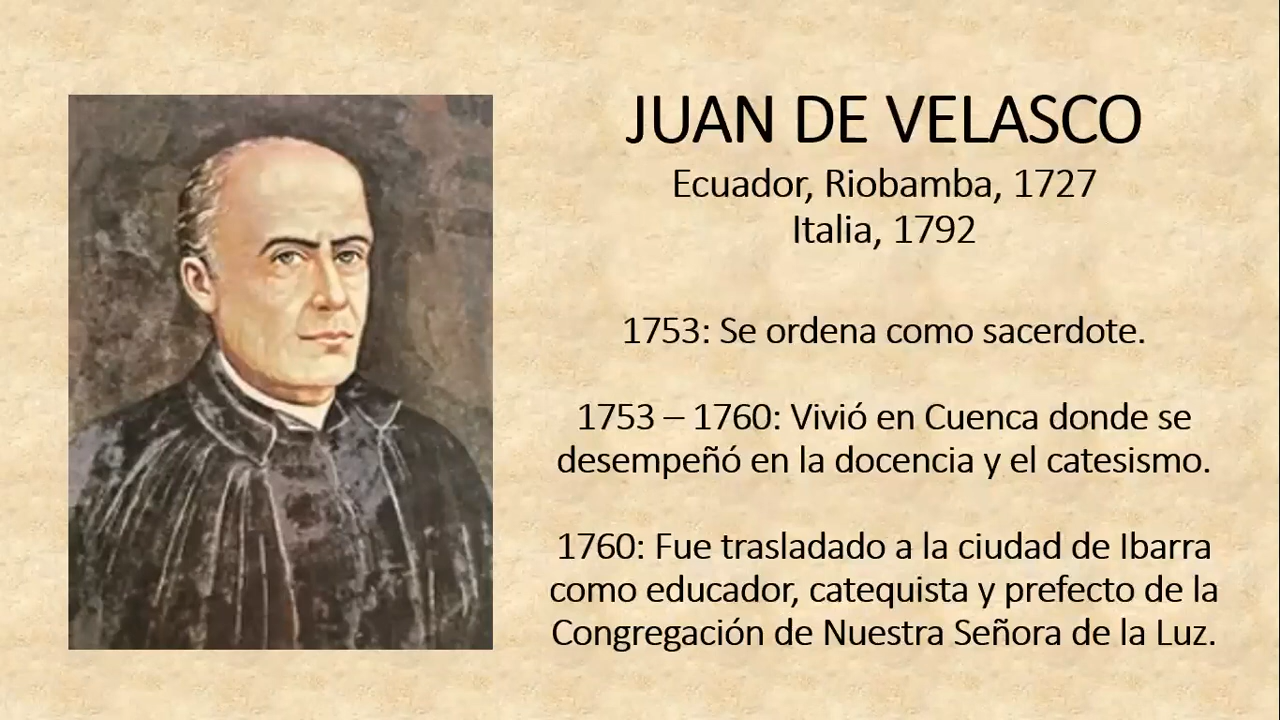 JUAN DE VELASCO
Ecuador, Riobamba, 1727
Italia, 1792
1753: Se ordena como sacerdote.
1753 – 1760: Vivió en Cuenca donde se
desempeñó en la docencia y el catesismo.
1760: Fue trasladado a la ciudad de Ibarra
como educador, catequista y prefecto de la
Congregación de Nuestra Señora de la Luz.